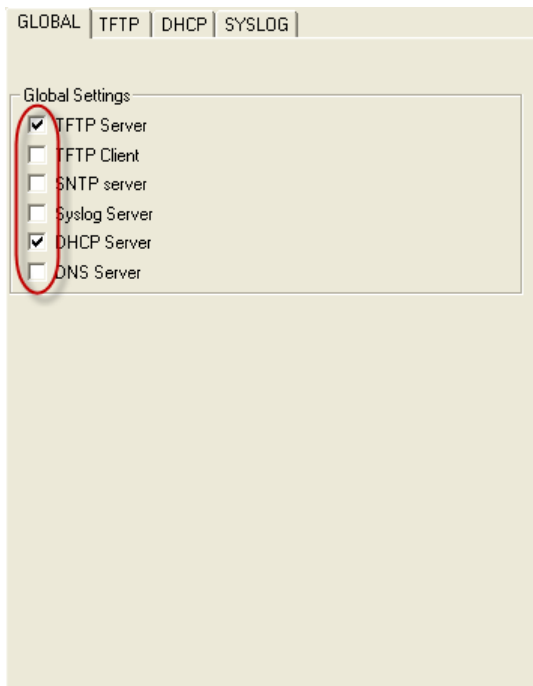 GLOBAL TFTP DHCP SYSLOG
Global Settings
TFTP Server
TFTP Client
SNTP server
Syslog Server
DHCP Server
DNS Server